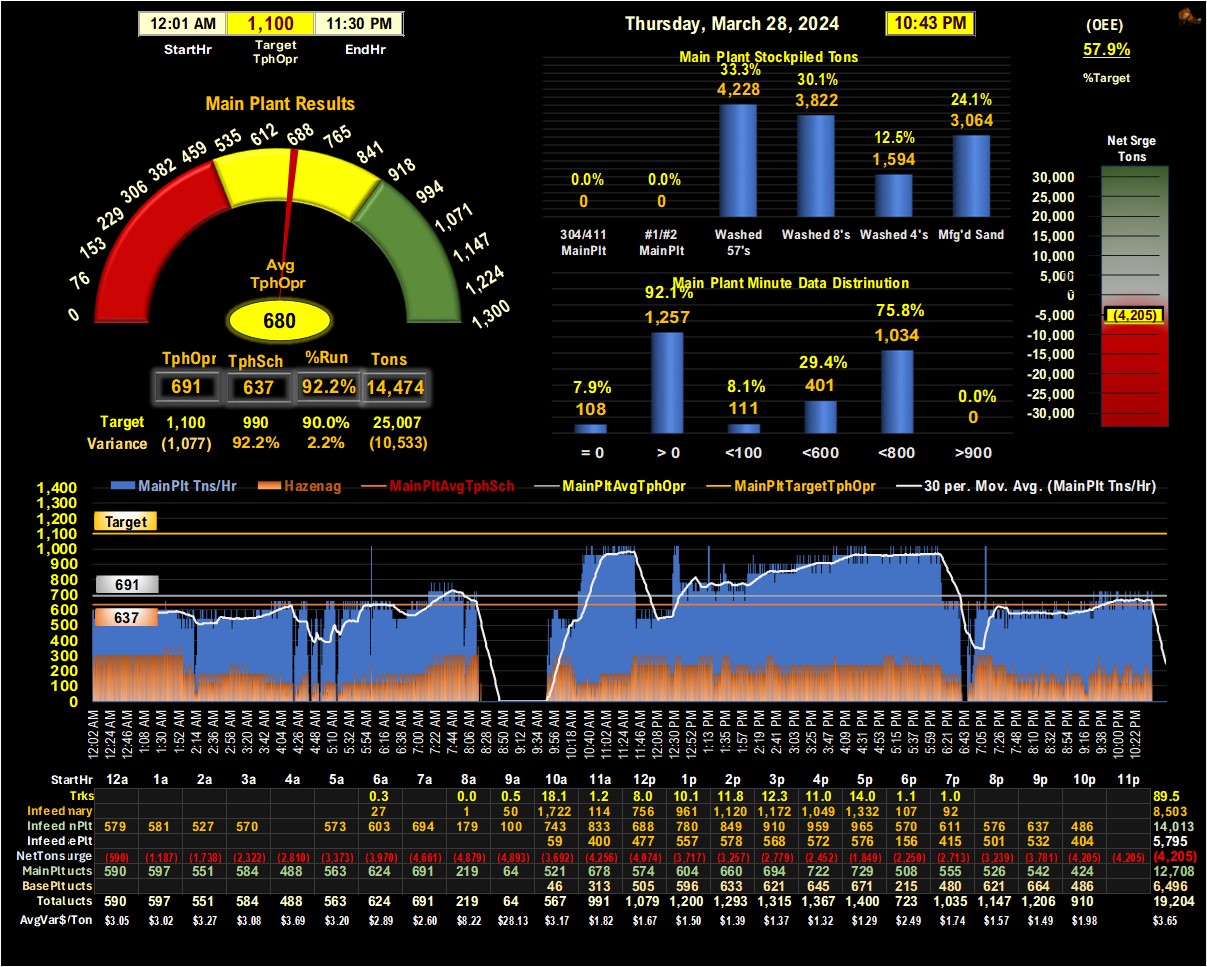 12:01 AM 1,100 11:30 PM
StartHr Target TphOpr EndHr
Thursday, March 28, 2024 10:43 PM
(OEE)
57.9%
%Target
Main Plant Results
0 76 153 229 306 382 459 535 612 688 765 841 918 994 1,071 1,147 1,224 1,300
Avg
TphOpr
680
TphOpr TphSch %Run Tons
691 637 92.2% 14,474
Target 1,100 990 90.0% 25,007
Variance (1,077) 92.2% 2.2% (10,533)
Main Plant Stockpiled Tons
0.0% 0.0% 33.3% 30.1% 12.5% 24.1%
0 0 4,228 3,822 1,594 3,064
304/411 MainPlt #1/#2 MainPlt Washed 57's Washed 8's Washed 4's Mfg'd Sand
Main Plant Minute Data Distrinution
7.9% 92.1% 8.1% 29.4% 75.8% 0.0%
108 1,257 111 401 1,034 0
= 0 > 0 <100 <600 <800 >900
Net Srge
Tons
30,000
25,000
20,000
15,000
10,000
5,000
0
-5,000
(4,205)
-10,000
-15,000
-20,000
-25,000
-30,000
MainPlt Tns/Hr Hazenag MainPltAvgTphSch MainPltAvgTphOpr MainPltTargetTphOpr 30 per. Mov. Avg. (MainPlt Tns/Hr)
1,400
1,300
1,200
Target
1,100
1,000
900
800
691
700
600
637
500
400
300
200
100
0
12:02 AM 12:24 AM 12:46 AM 1:08 AM 1:30 AM 1:52 AM 2:14 AM 2:36 AM 2:58 AM 3:20 AM 3:42 AM 4:04 AM 4:26 AM 4:48 AM 5:10 AM 5:32 AM 5:54 AM 6:16 AM 6:38 AM 7:00 AM 7:22 AM 7:44 AM 8:06 AM 8:28 AM 8:50 AM 9:12 AM 9:34 AM 9:56 AM 10:18 AM 10:40 AM 11:02 AM 11:24 AM 11:46 AM 12:08 PM 12:30 PM 12:52 PM 1:13 PM 1:35 PM 1:57 PM 2:19 PM 2:41 PM 3:03 PM 3:25 PM 3:47 PM 4:09 PM 4:31 PM 4:53 PM 5:15 PM 5:37 PM 5:59 PM 6:21 PM 6:43 PM 7:05 PM 7:26 PM 7:48 PM 8:10 PM 8:32 PM 8:54 PM 9:16 PM 9:38 PM 10:00 PM 10:22 PM
StartHr 12a 1a 2a 3a 4a 5a 6a 7a 8a 9a 10a 11a 12p 1p 2p 3p 4p 5p 6p 7p 8p 9p 10p 11p
Trks 0.3 0.0 0.5 18.1 1.2 8.0 10.1 11.8 12.3 11.0 14.0 1.1 1.0 89.5
Infeed nary 27 1 50 1,722 114 756 961 1,120 1,172 1,049 1,332 107 92 8,503
Infeed nPlt 579 581 527 570 573 603 694 179 100 743 833 688 780 849 910 959 965 570 611 576 637 486 14,013
Infeed ePlt 59 400 477 557 578 568 572 576 156 415 501 532 404 5,795
NetTons urge (590) (1,187) (1,738) (2,322) (2,810) (3,373) (3,970) (4,661) (4,879) (4,893) (3,692) (4,256) (4,074) (3,717) (3,257) (2,779) (2,452) (1,849) (2,250) (2,713) (3,239) (3,781) (4,205) (4,205) (4,205)
MainPlt ucts 590 597 551 584 488 563 624 691 219 64 521 678 574 604 660 694 722 729 508 555 526 542 424 12,708
BasePlt ucts 46 313 505 596 633 621 645 671 215 480 621 664 486 6,496
Total ucts 590 597 551 584 488 563 624 691 219 64 567 991 1,079 1,200 1,293 1,315 1,367 1,400 723 1,035 1,147 1,206 910 19,204
AvgVar$/Ton $3.05 $3.02 $3.27 $3.08 $3.69 $3.20 $2.89 $2.60 $8.22 $28.13 $3.17 $1.82 $1.67 $1.50 $1.39 $1.37 $1.32 $1.29 $2.49 $1.74 $1.57 $1.49 $1.98 $3.65